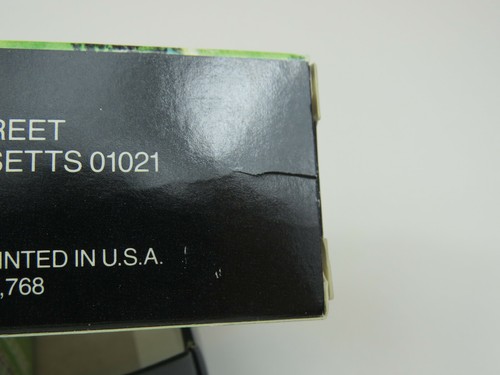 REET
SETTS 01021
INTED IN U.S.A.
,768